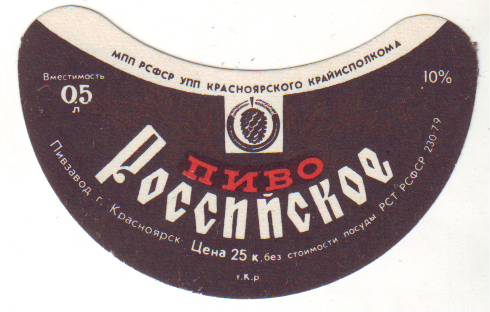 МПП РСФСР УПП КРАСНОЯРСКОГО КРАЙИСПОЛКОМА
Вместимость
0,5
л
10%
ПИВО
Российское
Пивзавод г. Красноярск. Цена 25 к. без стоимости посуды РСТ РСФСР 230 79
т.К.р